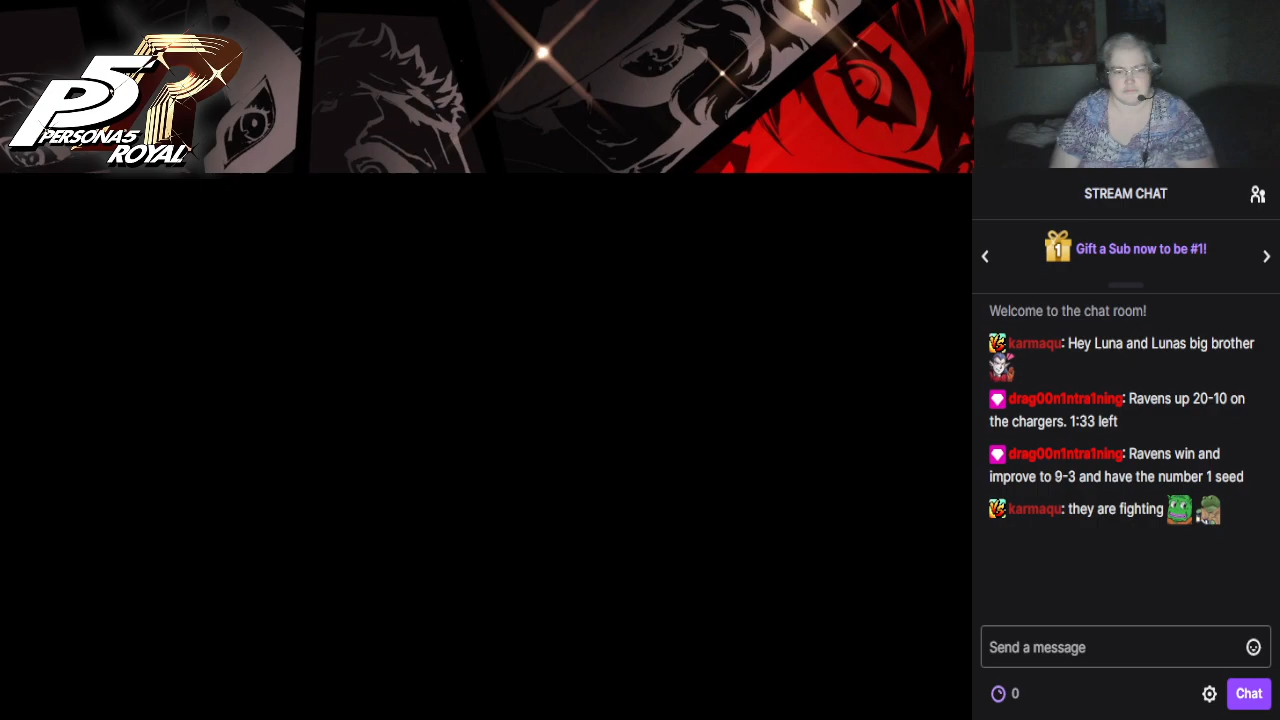 P5R
PERSONA5
ROYAL
STREAM CHAT
1 Gift a Sub now to be #1!
Welcome to the chat room!
karmaqu: Hey Luna and Lunas big brother
drag00n1ntra1ning: Ravens up 20-10 on
the chargers. 1:33 left
drag00n1ntra1ning: Ravens win and
improve to 9-3 and have the number 1 seed
karmaqu: they are fighting
Send a message
0
Chat